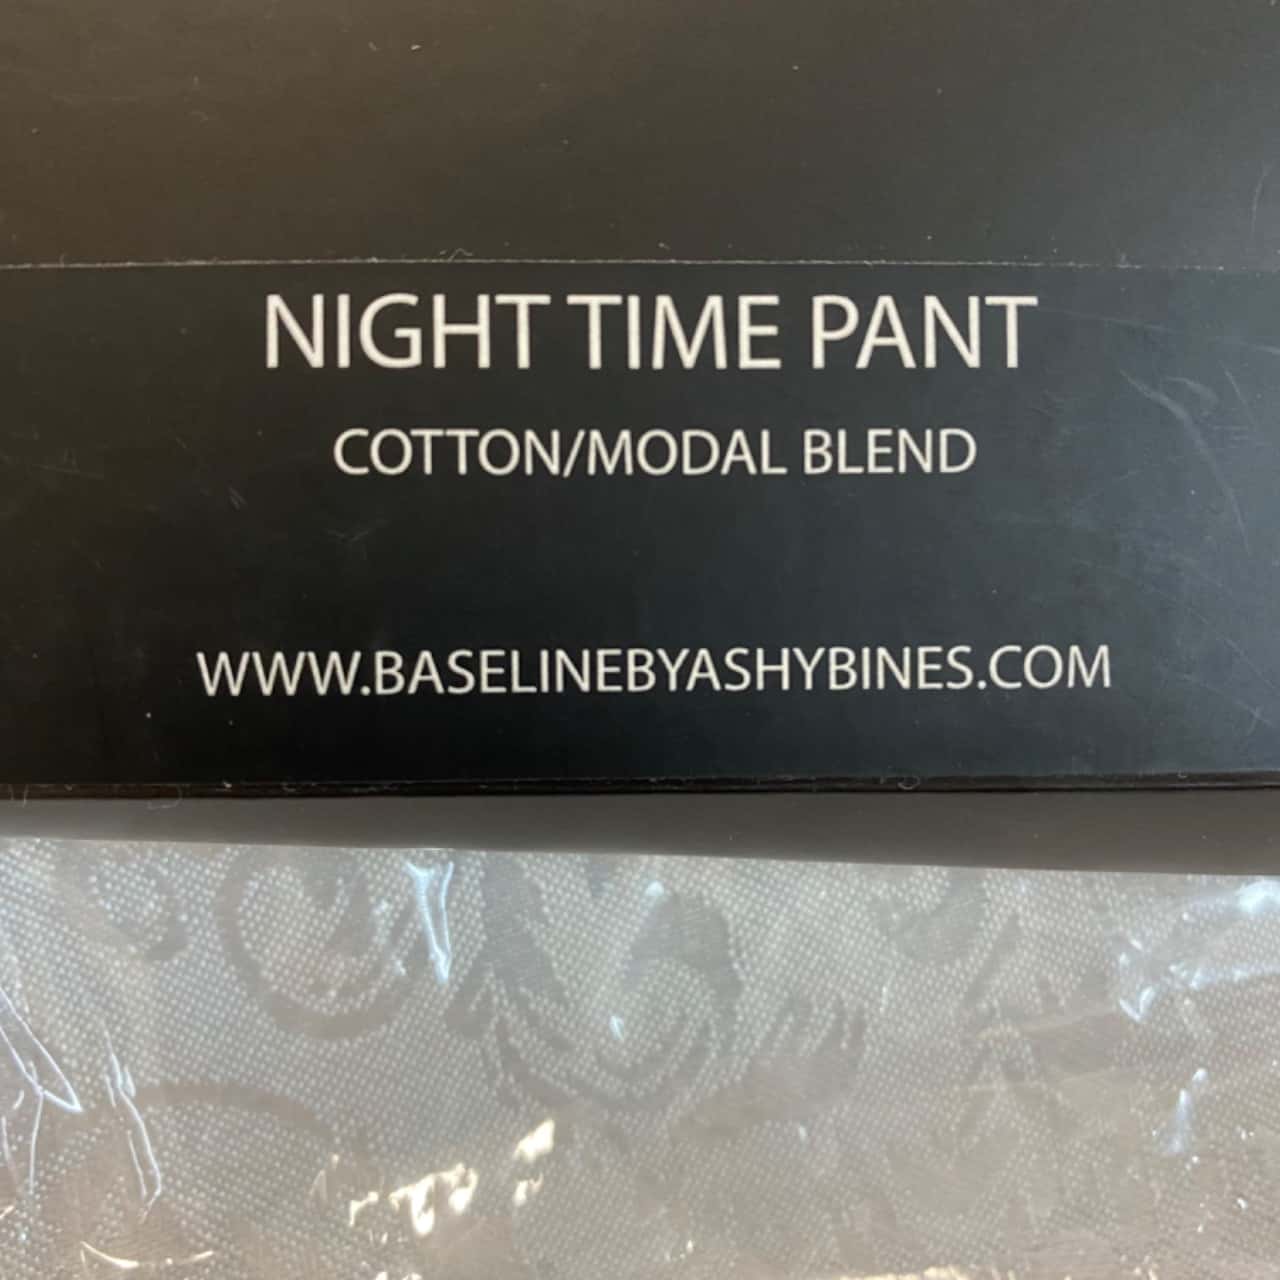 NIGHT TIME PANT
COTTON/MODAL BLEND
WWW.BASELINEBYASHYBINES.COM